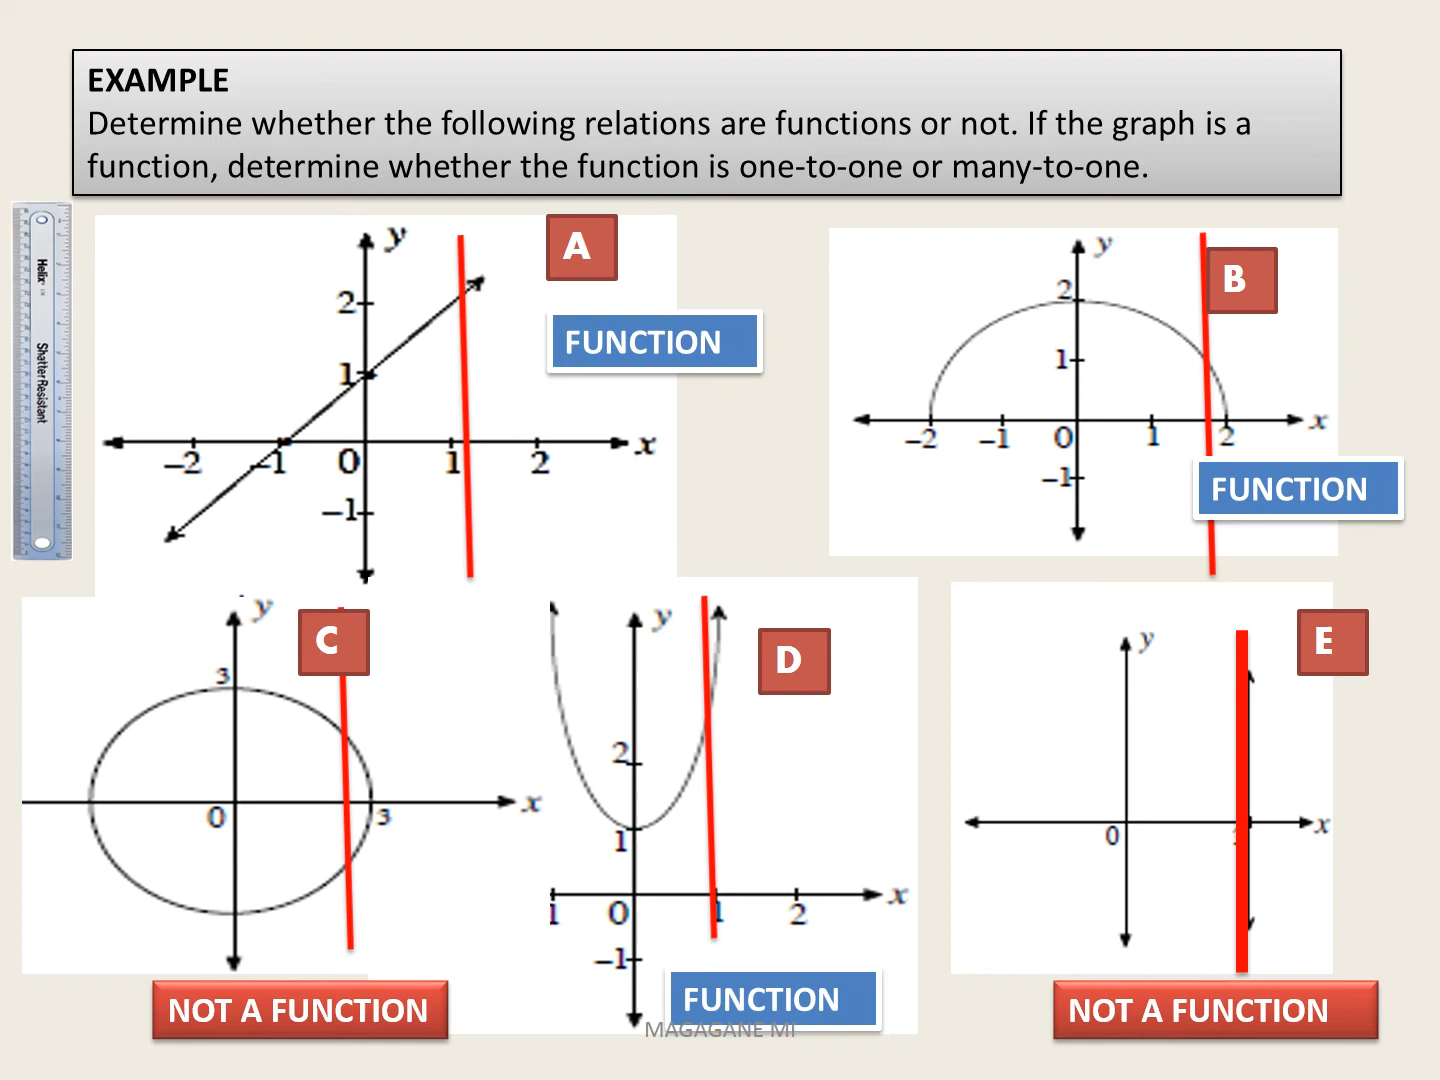 EXAMPLE
Determine whether the following relations are functions or not. If the graph is a
function, determine whether the function is one-to-one or many-to-one.
Helix
Shatter Resistant
A
FUNCTION
y
2
1
-2
-1
0
1
2
x
-1
B
y
2
1
-2
-1
0
1
2
x
-1
FUNCTION
C
y
3
0
3
x
NOT A FUNCTION
D
y
2
1
1
0
1
2
x
-1
FUNCTION
MAGAGANE MI
E
y
0
x
NOT A FUNCTION